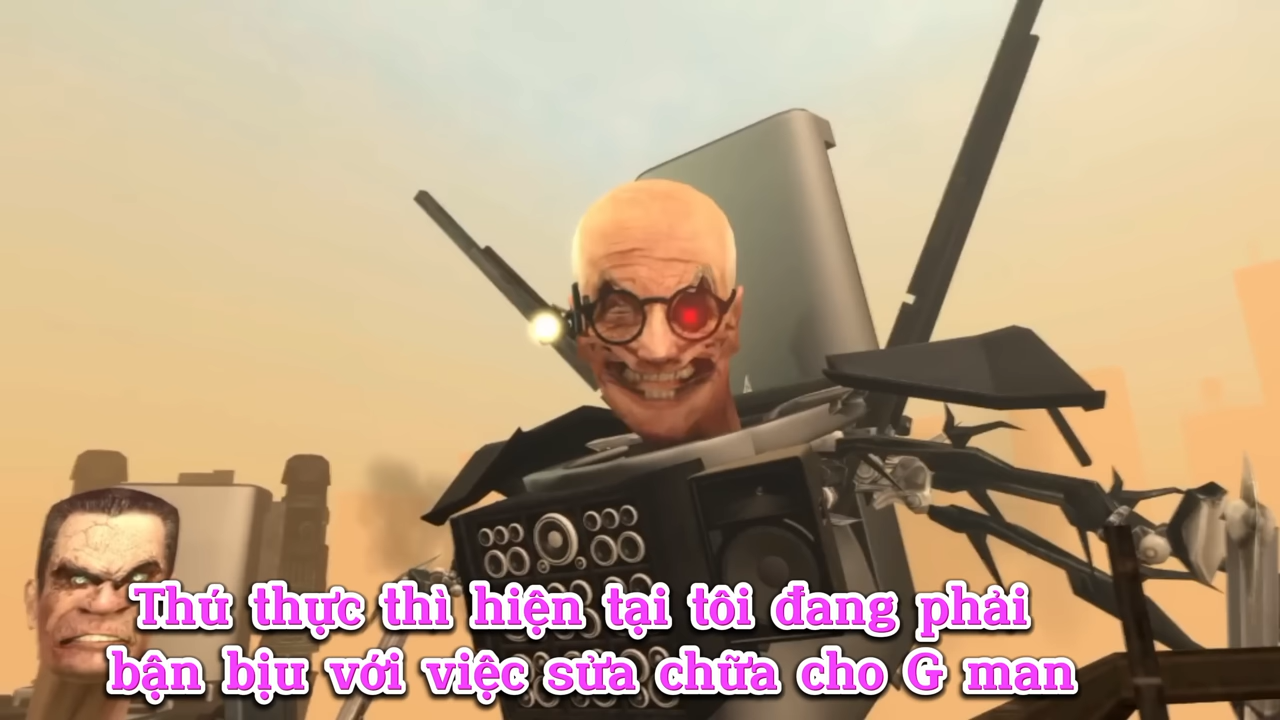 Thú thực thì hiện tại tôi đang phải
bận bịu với việc sửa chữa cho G man